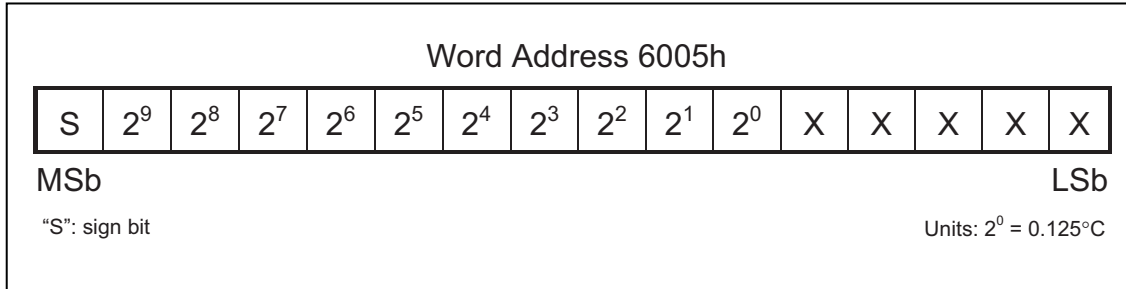 Word Address 6005h
S 2⁹ 2⁸ 2⁷ 2⁶ 2⁵ 2⁴ 2³ 2² 2¹ 2⁰ X X X X X
MSb LSb
“S”: sign bit Units: 2⁰ = 0.125°C